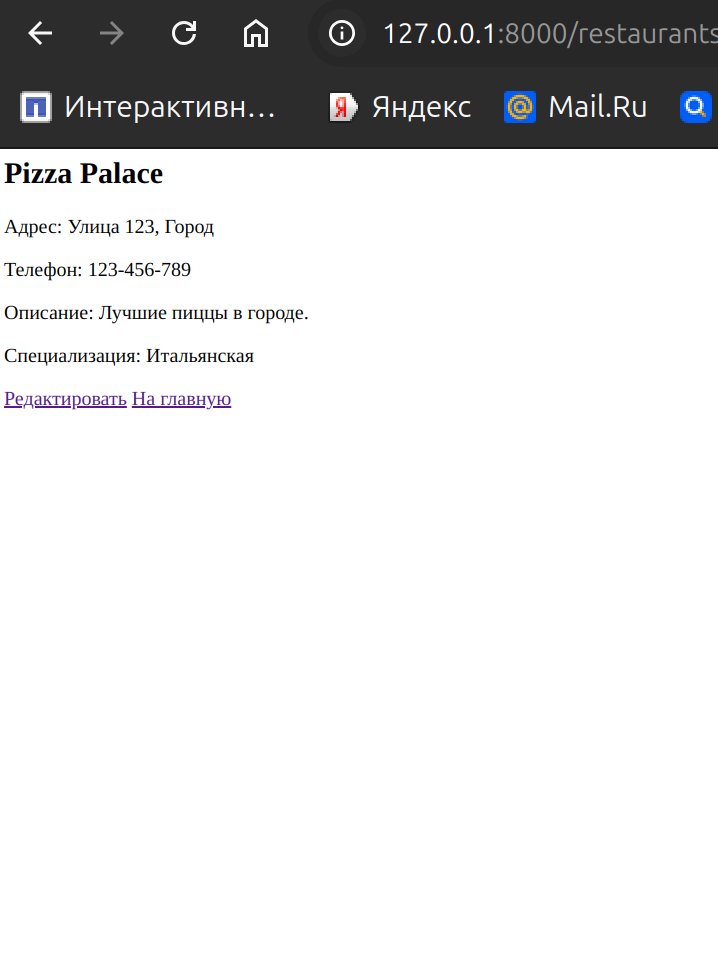 127.0.0.1:8000/restaurants
Интерактивн…
Яндекс
Mail.Ru
Pizza Palace
Адрес: Улица 123, Город
Телефон: 123-456-789
Описание: Лучшие пиццы в городе.
Специализация: Итальянская
Редактировать На главную